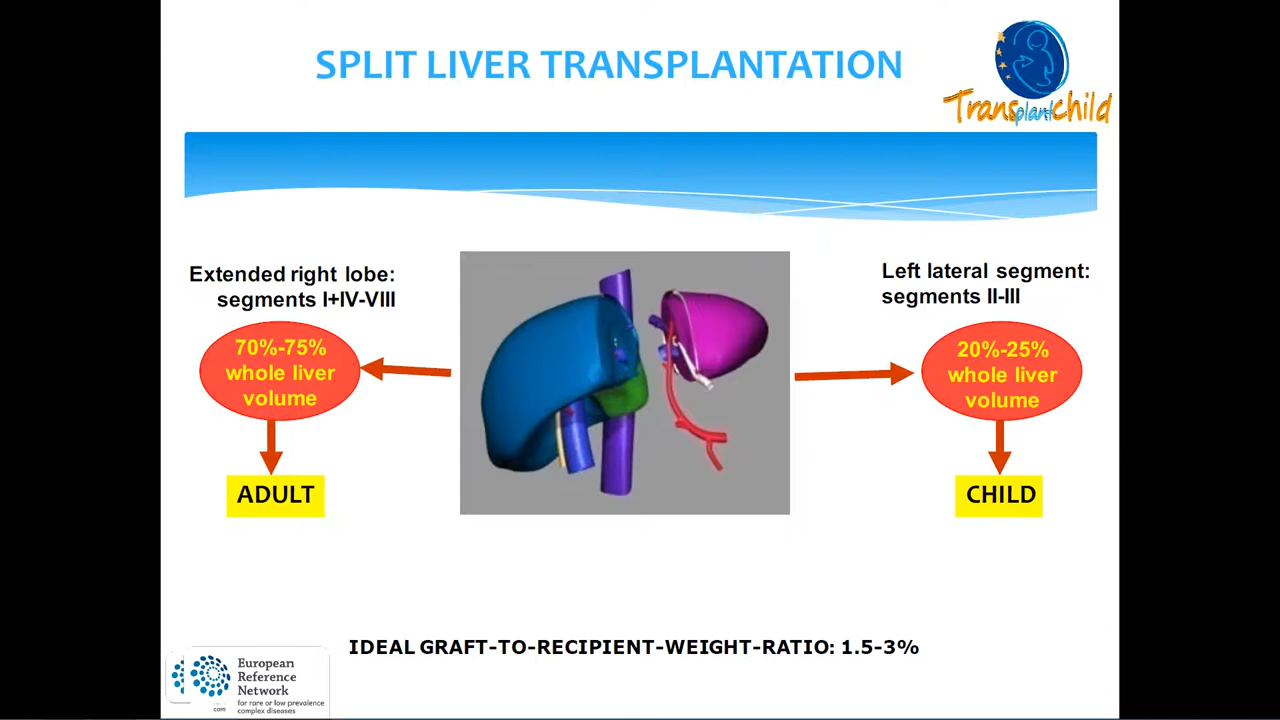 SPLIT LIVER TRANSPLANTATION
Transplantchild
Extended right lobe:
segments I+IV-VIII
70%-75%
whole liver
volume
ADULT
Left lateral segment:
segments II-III
20%-25%
whole liver
volume
CHILD
IDEAL GRAFT-TO-RECIPIENT-WEIGHT-RATIO: 1.5-3%
European
Reference
Network
for rare or low prevalence
complex diseases
com